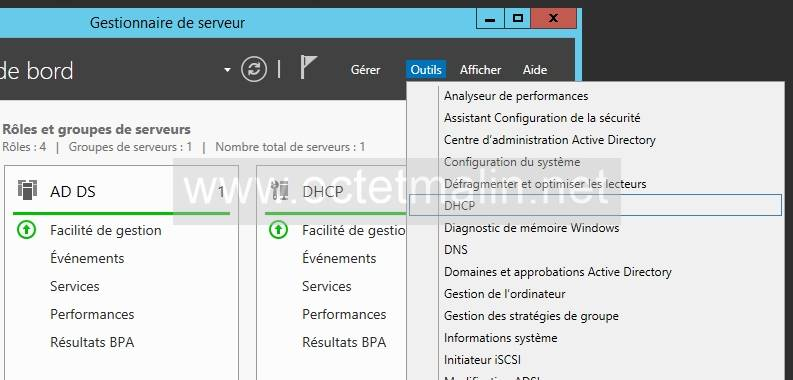 Gestionnaire de serveur
de bord
Gérer Outils Afficher Aide
Rôles et groupes de serveurs
Rôles : 4 | Groupes de serveurs : 1 | Nombre total de serveurs : 1
AD DS 1
Facilité de gestion
Événements
Services
Performances
Résultats BPA
DHCP
Facilité de gestio
Événements
Services
Performances
Résultats BPA
Analyseur de performances
Assistant Configuration de la sécurité
Centre d'administration Active Directory
Configuration du système
Défragmenter et optimiser les lecteurs
DHCP
Diagnostic de mémoire Windows
DNS
Domaines et approbations Active Directory
Gestion de l'ordinateur
Gestion des stratégies de groupe
Informations système
Initiateur iSCSI
Modification ADSI
www.octetmalin.net